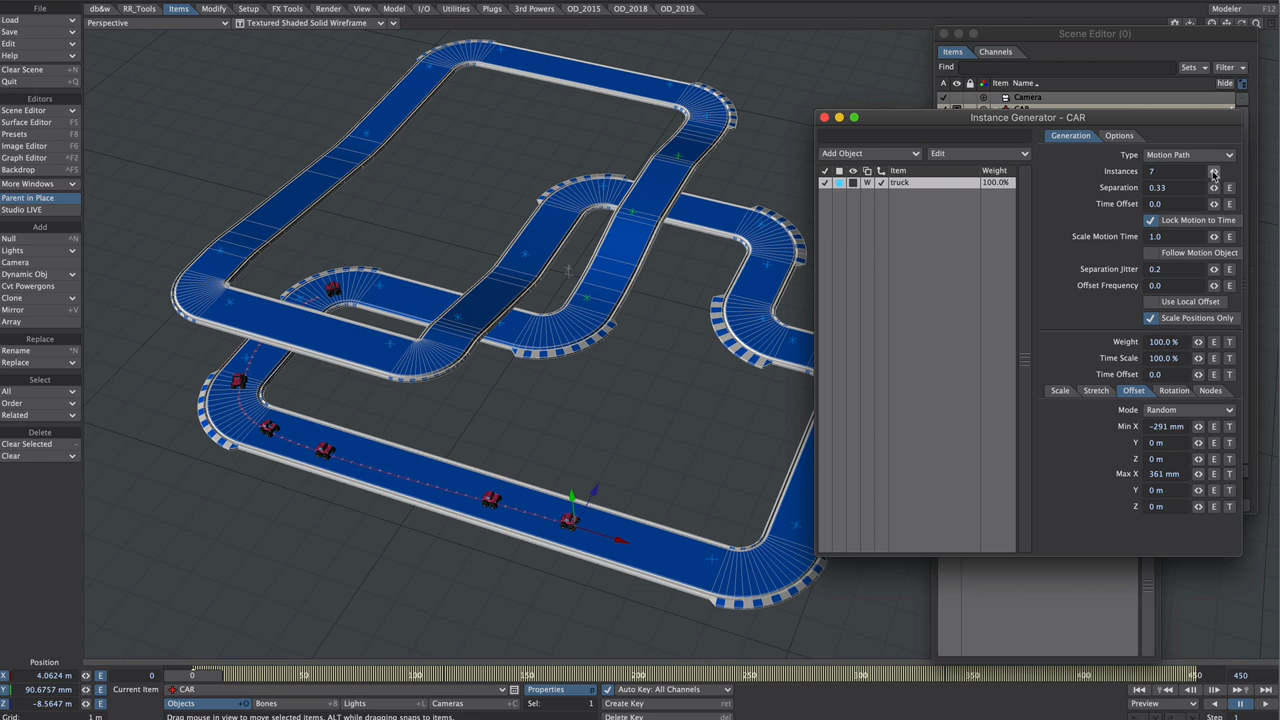 File
db&w RR_Tools Items Modify Setup FX Tools Render View Model I/O Utilities Plugs 3rd Powers OD_2015 OD_2018 OD_2019 Modeler F12
Load
Perspective Textured Shaded Solid Wireframe
Save
Edit
Help
Clear Scene +N
Quit +Q
Editors
Scene Editor F1
Surface Editor F5
Presets F8
Image Editor F6
Graph Editor ^F2
Backdrop ^F5
More Windows
Parent in Place
Studio LIVE
Add
Null ^N
Lights
Camera
Dynamic Obj
Cvt Powergons
Clone
Mirror +V
Array
Replace
Rename
Replace
Select
All
Order
Related
Delete
Clear Selected -
Clear
Scene Editor (0)
Items Channels
Find Sets Filter
A Item Name hide
Camera
CAR
Instance Generator - CAR
Generation Options
Add Object Edit
Item Weight
truck 100.0%
Type Motion Path
Instances 7
Separation 0.33 E
Time Offset 0.0 E
Lock Motion to Time
Scale Motion Time 1.0 E
Follow Motion Object
Separation Jitter 0.2 E
Offset Frequency 0.0 E
Use Local Offset
Scale Positions Only
Weight 100.0 % E T
Time Scale 100.0 % E T
Time Offset 0.0 E T
Scale Stretch Offset Rotation Nodes
Mode Random
Min X -291 mm E T
Y 0 m E T
Z 0 m E T
Max X 361 mm E T
Y 0 m E T
Z 0 m E T
Position
X 4.0624 m E
Y 90.6757 mm E
Z -8.5647 m E
Grid: 1 m
0 0 50 100 150 200 250 300 350 400 450 450
Current Item CAR Properties p Auto Key: All Channels
Objects +O Bones +B Lights +L Cameras +C Sel: 1 Create Key
Drag mouse in view to move selected items. ALT while dragging snaps to items. Delete Key Step 1